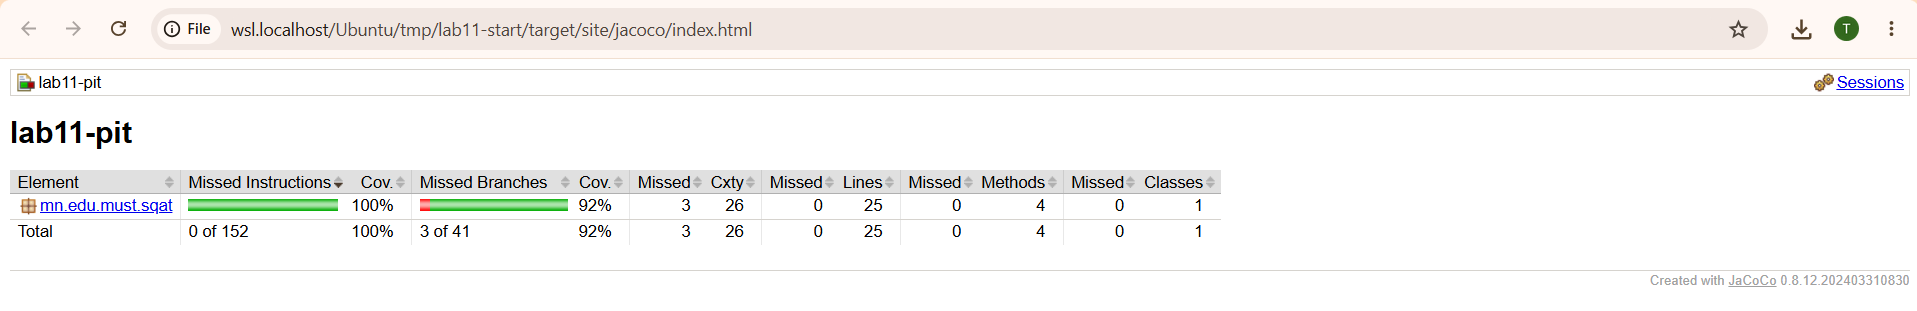 File wsl.localhost/Ubuntu/tmp/lab11-start/target/site/jacoco/index.html T
lab11-pit Sessions
lab11-pit
Element Missed Instructions Cov. Missed Branches Cov. Missed Cxty Missed Lines Missed Methods Missed Classes
mn.edu.must.sqat 100% 92% 3 26 0 25 0 4 0 1
Total 0 of 152 100% 3 of 41 92% 3 26 0 25 0 4 0 1
Created with JaCoCo 0.8.12.202403310830